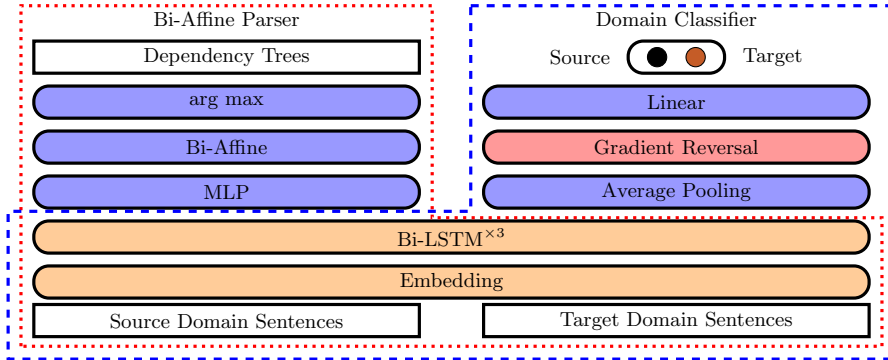 Bi-Affine Parser
Dependency Trees
arg max
Bi-Affine
MLP
Domain Classifier
Source Target
Linear
Gradient Reversal
Average Pooling
Bi-LSTM×3
Embedding
Source Domain Sentences
Target Domain Sentences